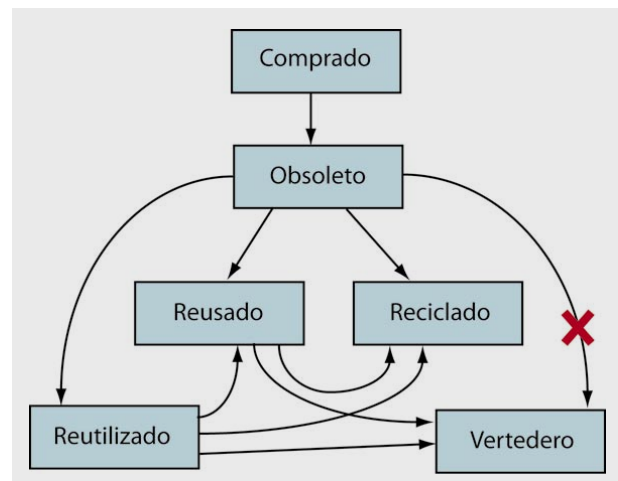 Comprado
Obsoleto
Reusado
Reciclado
Reutilizado
Vertedero